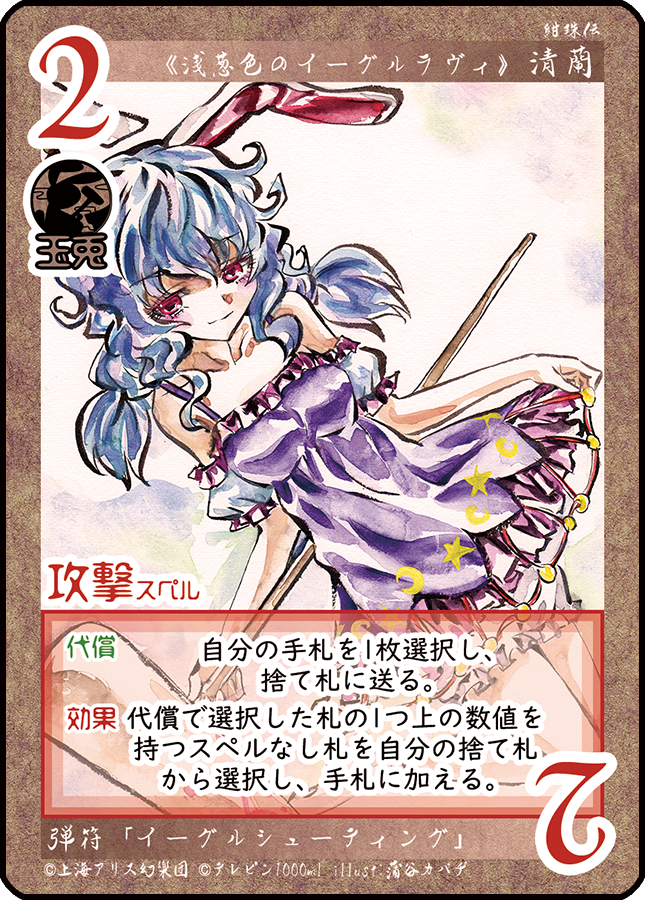 紺珠伝
2
《浅葱色のイーグルラヴィ》 清蘭
玉兎
攻撃スペル
代償 自分の手札を1枚選択し、
捨て札に送る。
効果 代償で選択した札の1つ上の数値を
持つスペルなし札を自分の捨て札
から選択し、手札に加える。
2
弾符「イーグルシューティング」
©上海アリス幻樂団 ©テレピン1000ml illust:蒲谷カバヂ